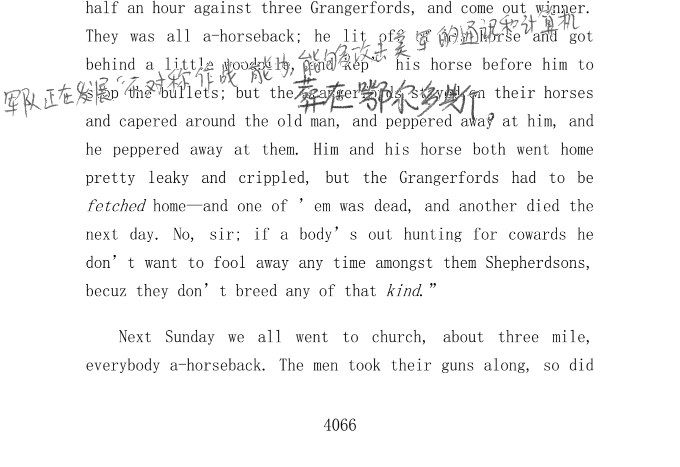 half an hour against three Grangerfords, and come out winner.
They was all a-horseback; he lit off of his horse and got
behind a little woodpile, and kep’ his horse before him to
stop the bullets; but the Grangerfords stayed on their horses
and capered around the old man, and peppered away at him, and
he peppered away at them. Him and his horse both went home
pretty leaky and crippled, but the Grangerfords had to be
fetched home—and one of ’em was dead, and another died the
next day. No, sir; if a body’s out hunting for cowards he
don’t want to fool away any time amongst them Shepherdsons,
becuz they don’t breed any of that kind.”
Next Sunday we all went to church, about three mile,
everybody a-horseback. The men took their guns along, so did
4066
军队正在发展“不对称作战”能力，能够攻击美军的通讯和计算机
葬在鄂尔多斯。